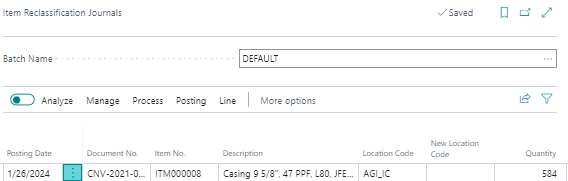 Item Reclassification Journals
Saved
Batch Name
DEFAULT
Analyze Manage Process Posting Line More options
Posting Date Document No. Item No. Description Location Code New Location Code Quantity
1/26/2024 CNV-2021-0... ITM000008 Casing 9 5/8", 47 PPF, L80, JFE... AGI_IC 584